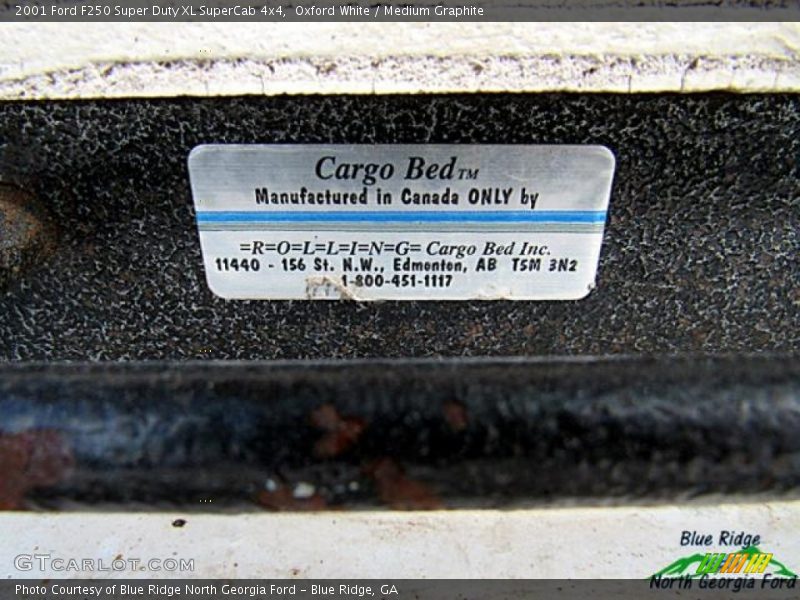 2001 Ford F250 Super Duty XL SuperCab 4x4, Oxford White / Medium Graphite
Cargo Bed TM
Manufactured in Canada ONLY by
=R=O=L=L=I=N=G= Cargo Bed Inc.
11440 - 156 St. N.W., Edmonton, AB T5M 3N2
1-800-451-1117
Blue Ridge
North Georgia Ford
GTCARLOT.COM
Photo Courtesy of Blue Ridge North Georgia Ford – Blue Ridge, GA